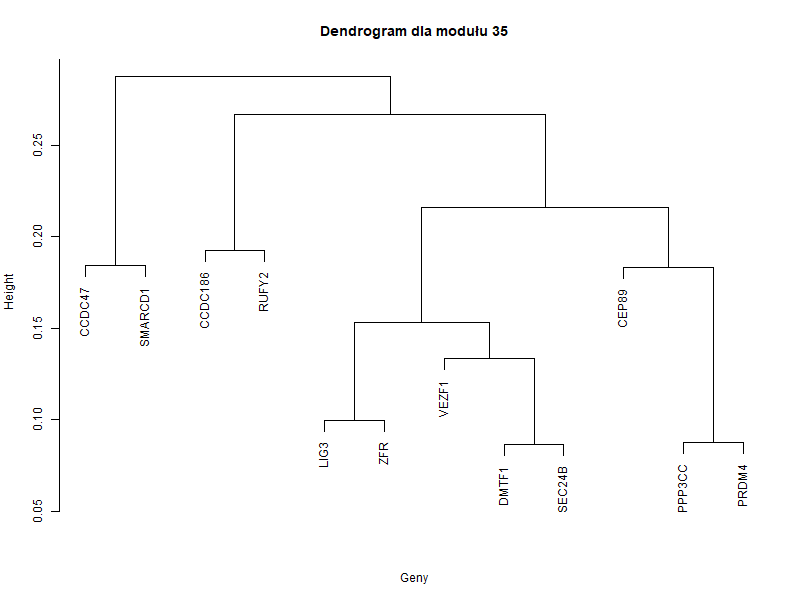 Dendrogram dla modułu 35
Height
0.25
0.20
0.15
0.10
0.05
CCDC47
SMARCD1
CCDC186
RUFY2
LIG3
ZFR
VEZF1
DMTF1
SEC24B
CEP89
PPP3CC
PRDM4
Geny